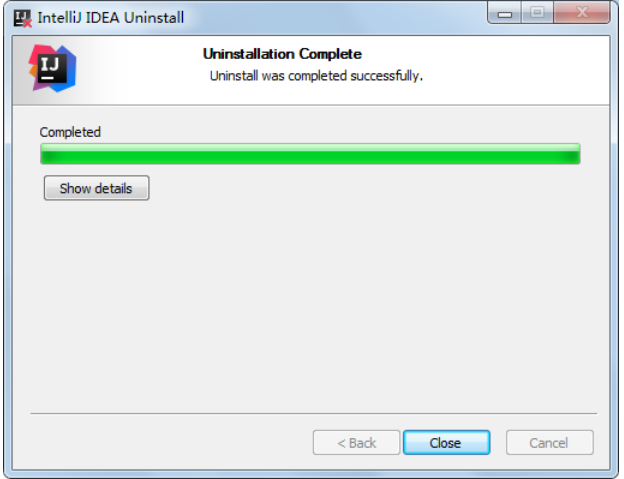 IntelliJ IDEA Uninstall
IJ
Uninstallation Complete
Uninstall was completed successfully.
Completed
Show details
< Back
Close
Cancel